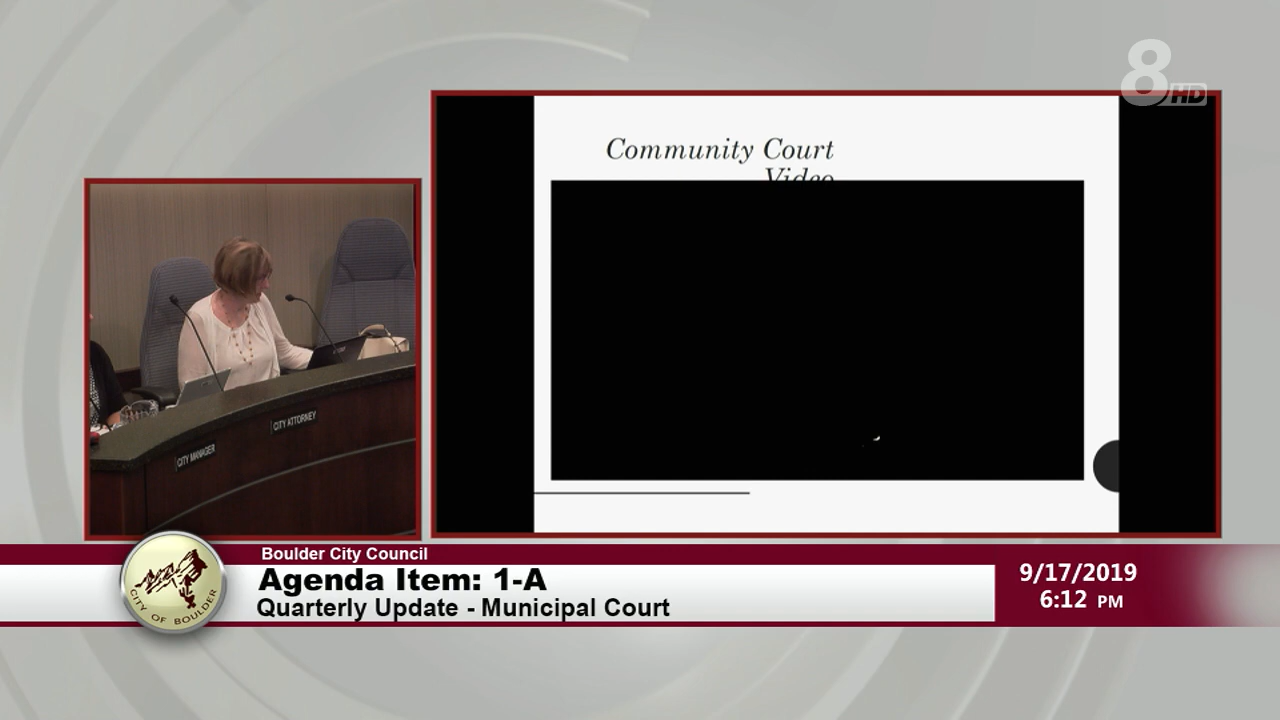 8
HD
Community Court
Video
CITY MANAGER
CITY ATTORNEY
Boulder City Council
Agenda Item: 1-A
Quarterly Update - Municipal Court
9/17/2019
6:12 PM
CITY OF BOULDER